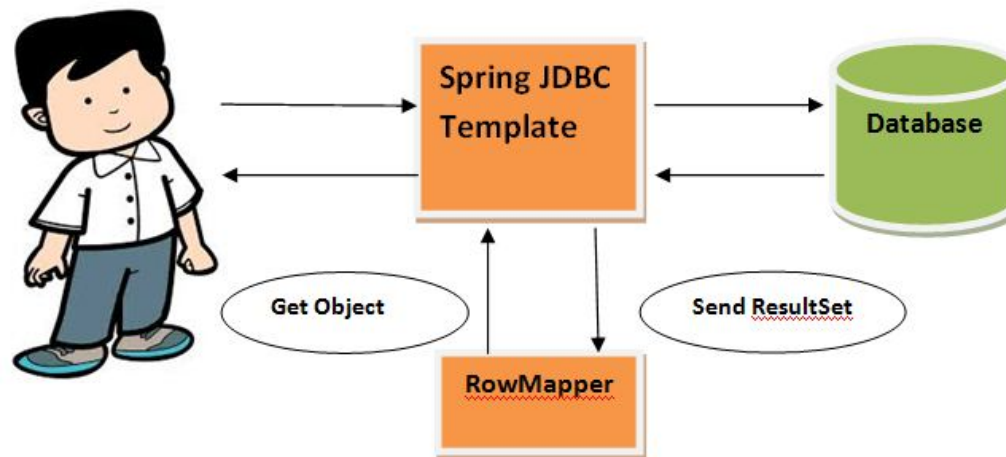 Spring JDBC
Template
Database
Get Object
Send ResultSet
RowMapper